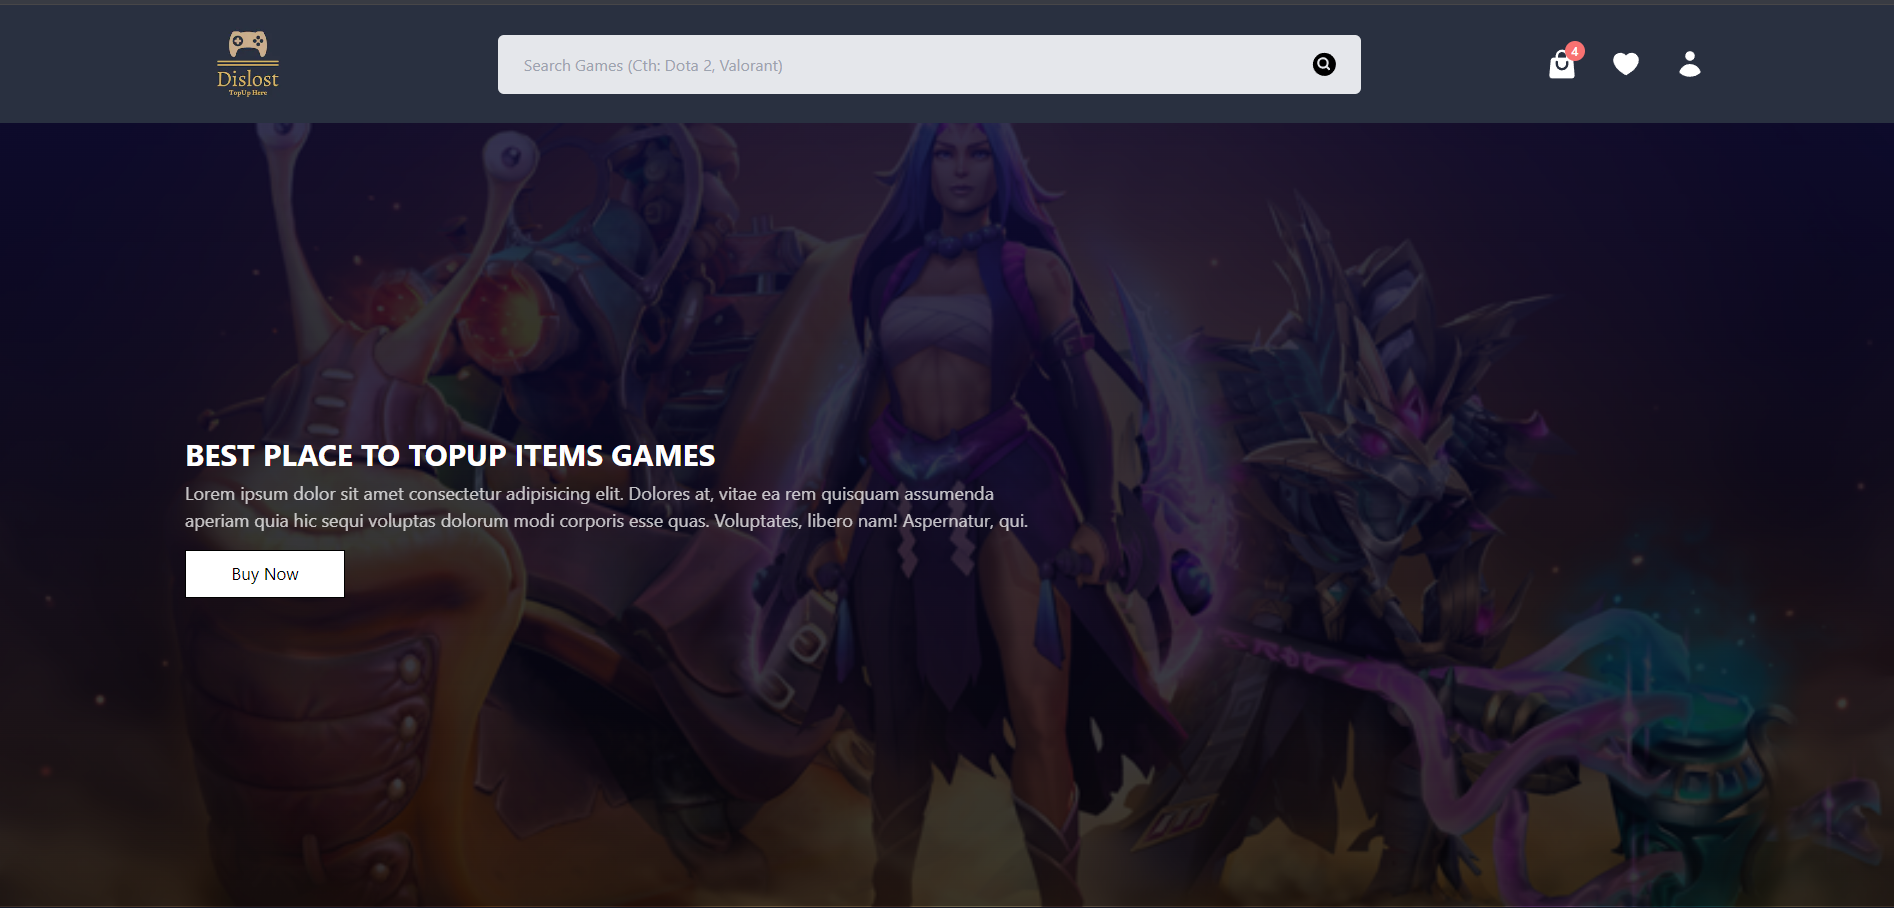 Dislost
TopUp Here
Search Games (Cth: Dota 2, Valorant)
4
BEST PLACE TO TOPUP ITEMS GAMES
Lorem ipsum dolor sit amet consectetur adipisicing elit. Dolores at, vitae ea rem quisquam assumenda
aperiam quia hic sequi voluptas dolorum modi corporis esse quas. Voluptates, libero nam! Aspernatur, qui.
Buy Now